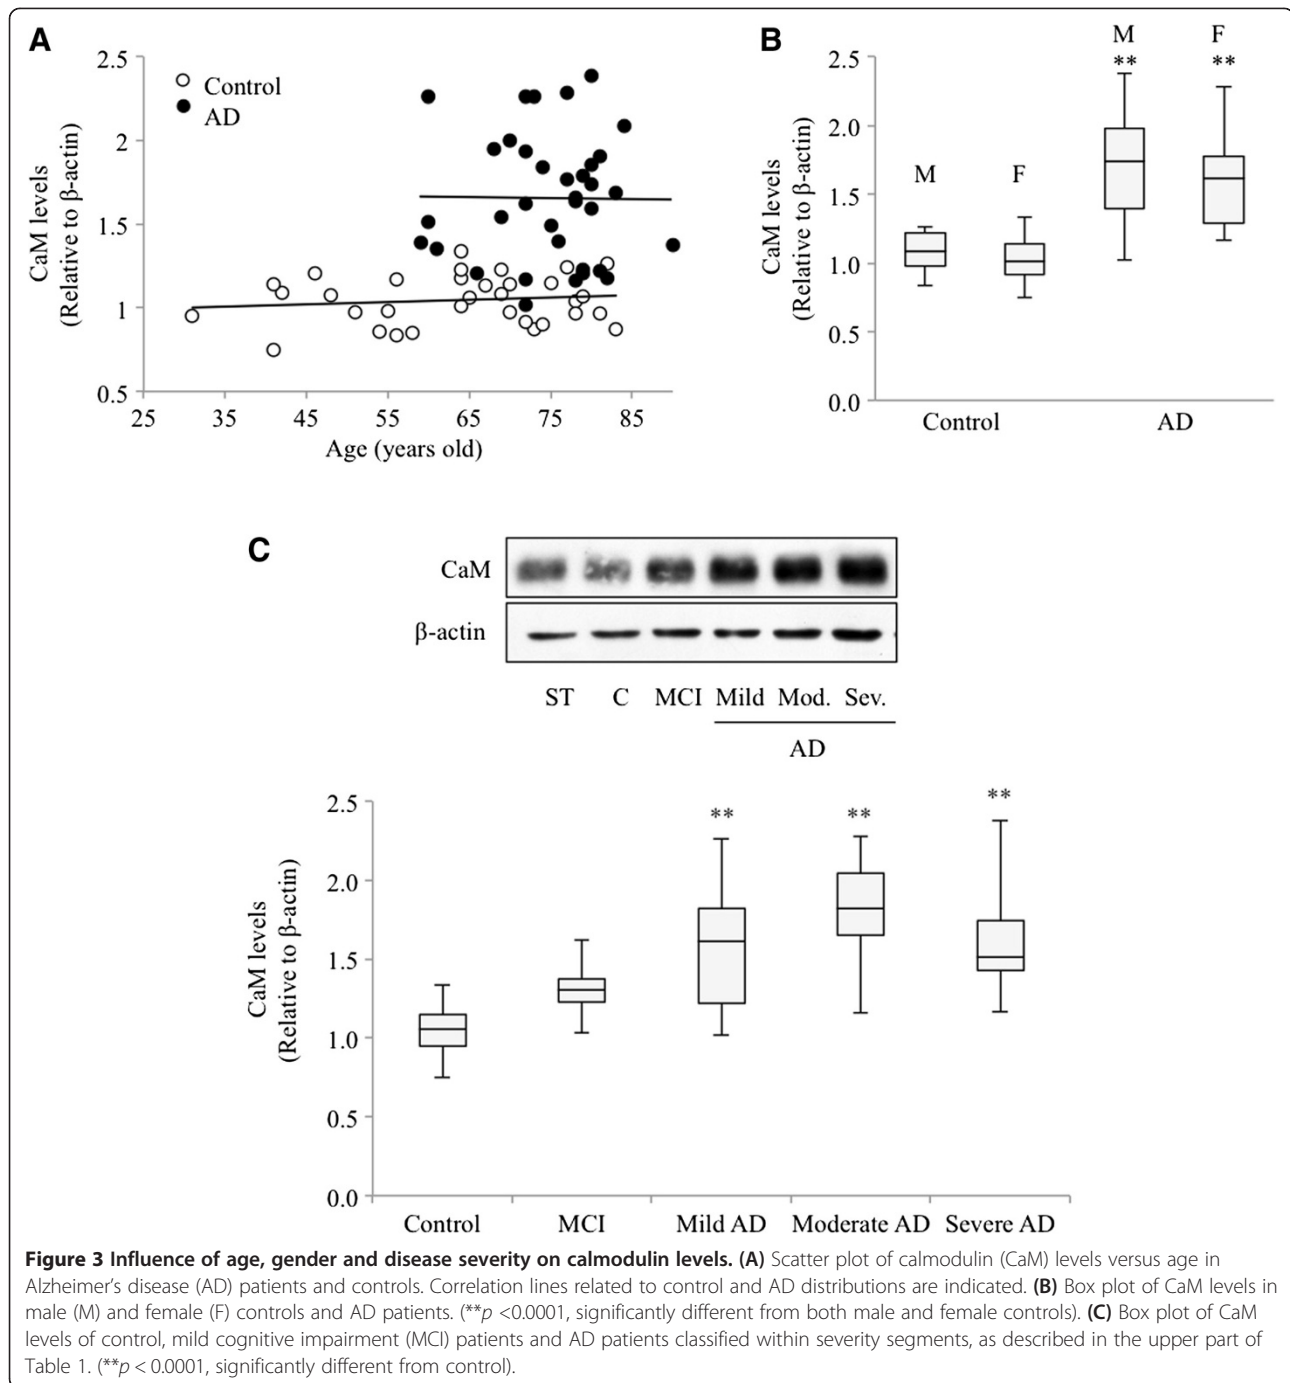 A
2.5
2
1.5
1
0.5
CaM levels
(Relative to β-actin)
Control
AD
25 35 45 55 65 75 85
Age (years old)
B
2.5
2.0
1.5
1.0
0.5
0.0
CaM levels
(Relative to β-actin)
M F
** **
M F
Control AD
C
CaM
β-actin
ST C MCI Mild Mod. Sev.
AD
2.5
2.0
1.5
1.0
0.5
0.0
CaM levels
(Relative to β-actin)
** ** **
Control MCI Mild AD Moderate AD Severe AD
Figure 3 Influence of age, gender and disease severity on calmodulin levels. (A) Scatter plot of calmodulin (CaM) levels versus age in
Alzheimer's disease (AD) patients and controls. Correlation lines related to control and AD distributions are indicated. (B) Box plot of CaM levels in
male (M) and female (F) controls and AD patients. (**p <0.0001, significantly different from both male and female controls). (C) Box plot of CaM
levels of control, mild cognitive impairment (MCI) patients and AD patients classified within severity segments, as described in the upper part of
Table 1. (**p < 0.0001, significantly different from control).